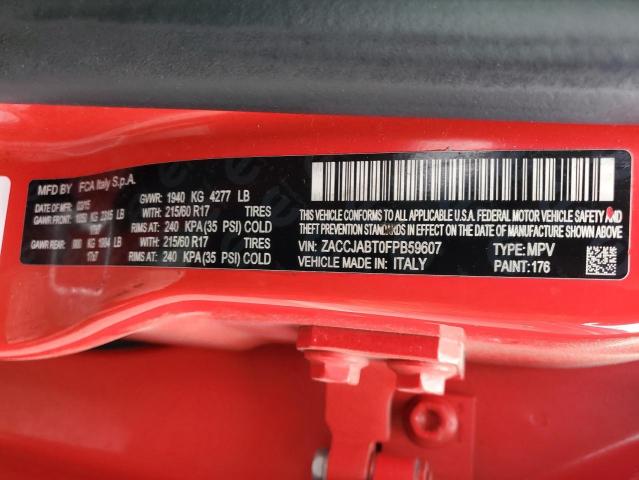 MFD BY FCA Italy S.p.A.
DATE OF MFR 02/15 GVWR: 1940 KG 4277 LB
GAWR FRONT: 1050 KG 2315 LB WITH: 215/60 R17 TIRES
17x7 RIMS AT: 240 KPA(35 PSI) COLD
GAWR REAR: KG LB WITH: 215/60 R17 TIRES
17x7 RIMS AT: 240 KPA(35 PSI) COLD
THIS VEHICLE CONFORMS TO ALL APPLICABLE U.S.A FEDERAL MOTOR VEHICLE SAFETY AND
THEFT PREVENTION STANDARDS IN EFFECT ON THE DATE OF MANUFACTURE SHOWN ABOVE
VIN: ZACCJABT0FPB59607 TYPE: MPV
VEHICLE MADE IN: ITALY PAINT: 176